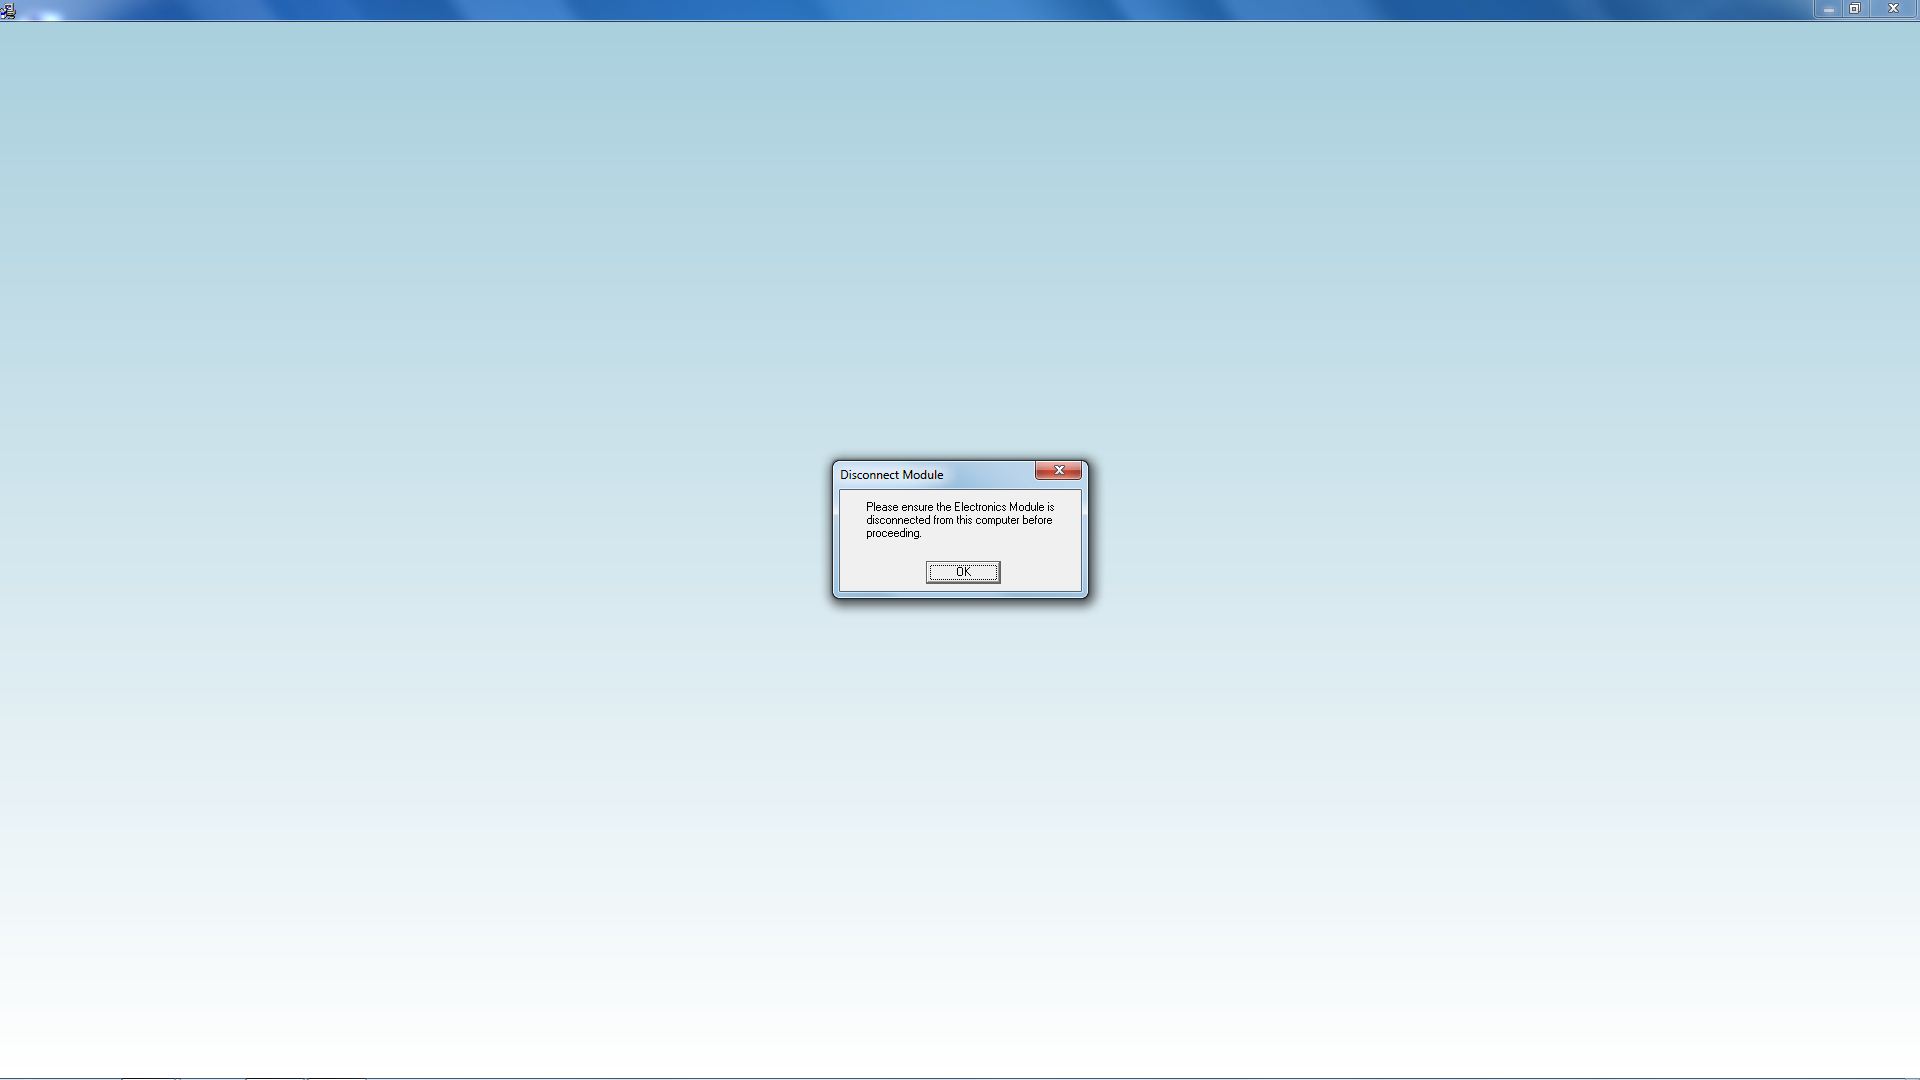 Disconnect Module
Please ensure the Electronics Module is
disconnected from this computer before
proceeding.
OK